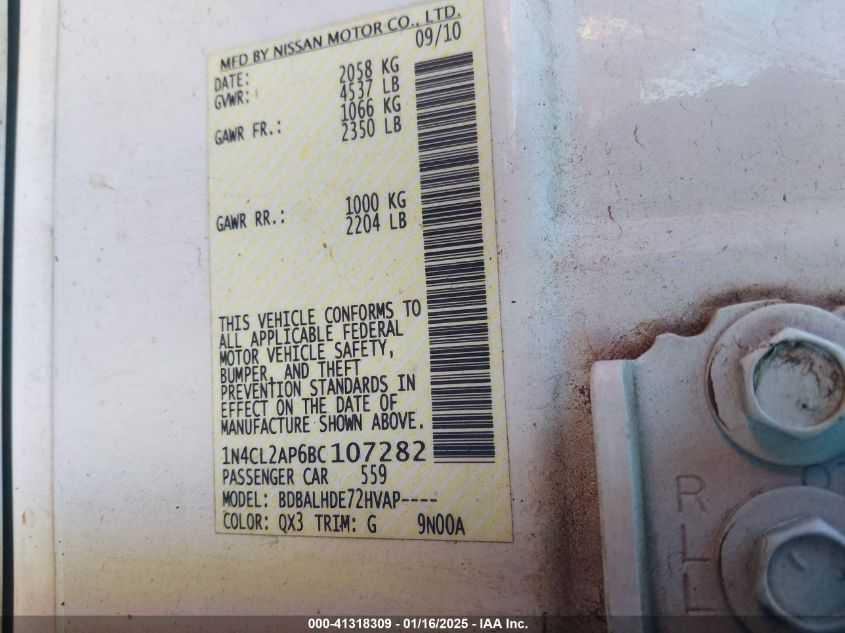 MFD BY NISSAN MOTOR CO., LTD.
DATE: 09/10
GVWR: 2058 KG
4537 LB
GAWR FR.: 1066 KG
2350 LB
GAWR RR.: 1000 KG
2204 LB
THIS VEHICLE CONFORMS TO
ALL APPLICABLE FEDERAL
MOTOR VEHICLE SAFETY,
BUMPER, AND THEFT
PREVENTION STANDARDS IN
EFFECT ON THE DATE OF
MANUFACTURE SHOWN ABOVE.
1N4CL2AP6BC107282
PASSENGER CAR 559
MODEL: BDBALHDE72HVAP----
COLOR: QX3 TRIM: G 9N00A
RLL
000-41318309 - 01/16/2025 - IAA Inc.